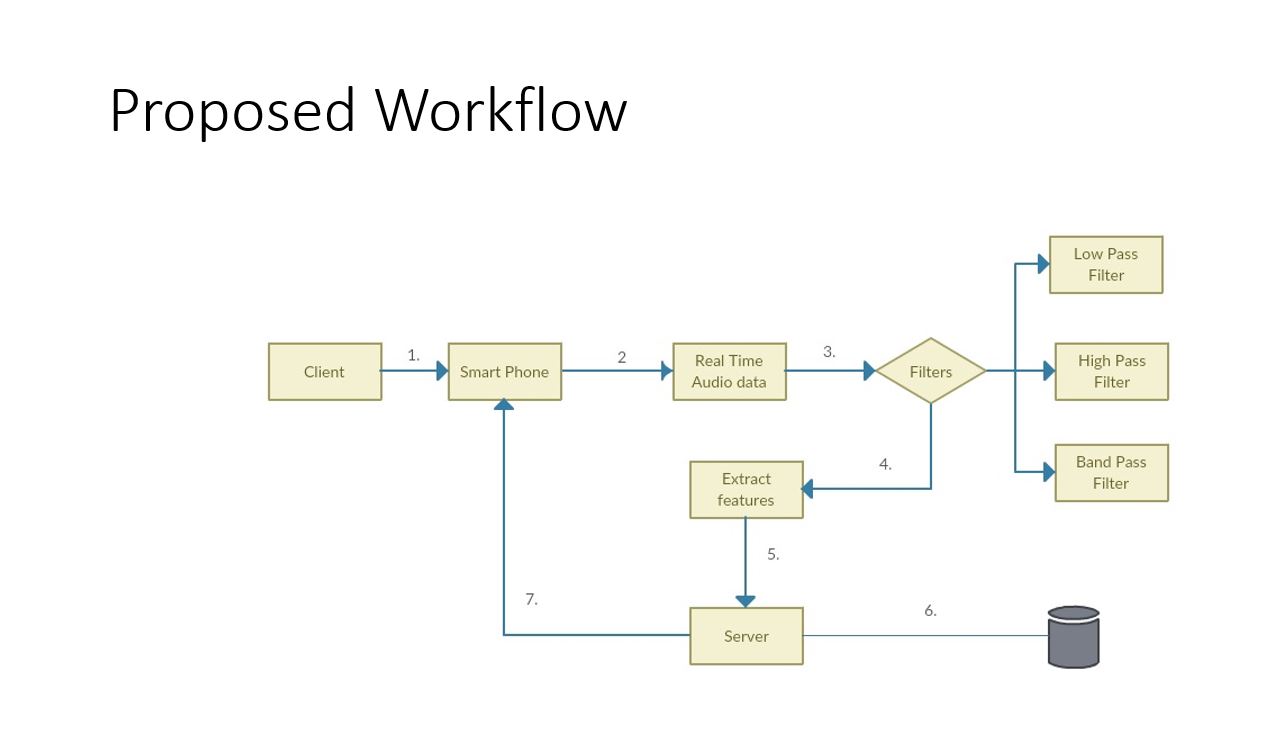 Proposed Workflow
Low Pass
Filter
1.
2
3.
Client
Smart Phone
Real Time
Audio data
Filters
High Pass
Filter
4.
Extract
features
Band Pass
Filter
5.
7.
6.
Server